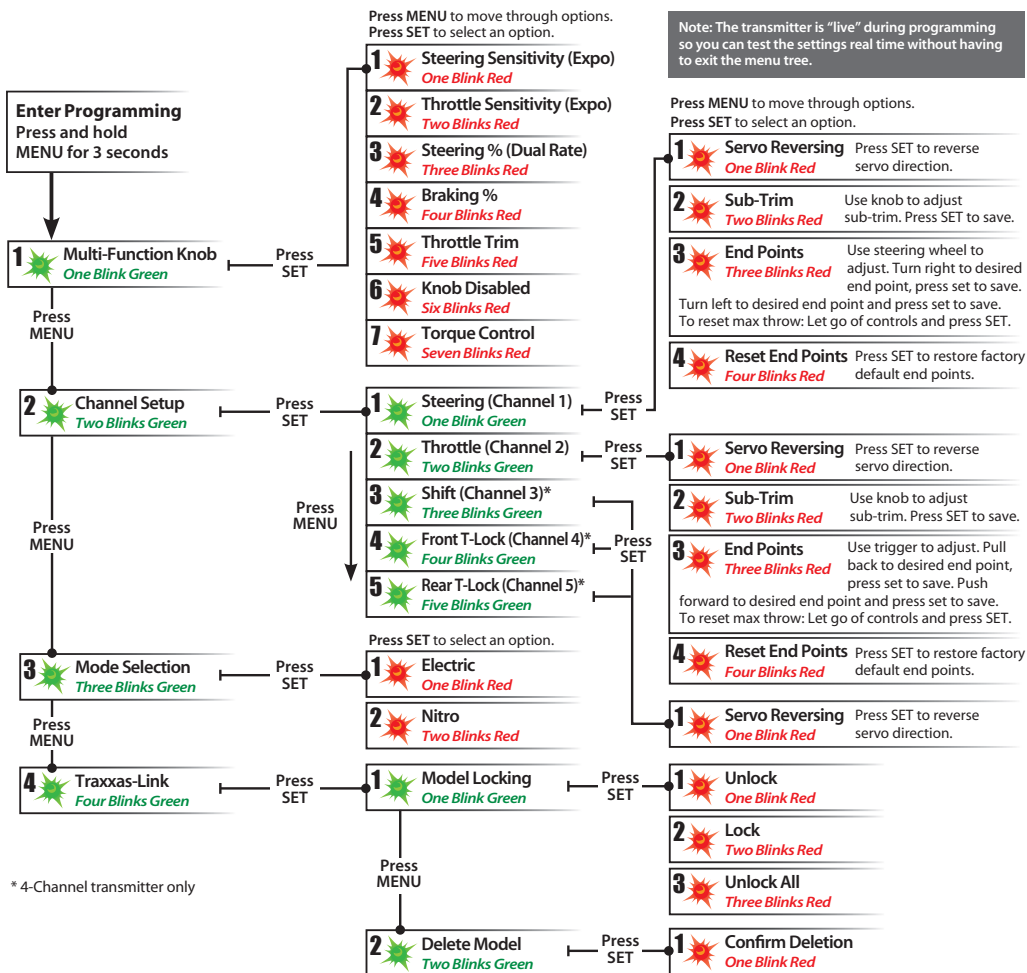 Press MENU to move through options.
Press SET to select an option.
Note: The transmitter is "live" during programming
so you can test the settings real time without having
to exit the menu tree.
Enter Programming
Press and hold
MENU for 3 seconds
1 Multi-Function Knob
One Blink Green
Press
SET
1 Steering Sensitivity (Expo)
One Blink Red
2 Throttle Sensitivity (Expo)
Two Blinks Red
3 Steering % (Dual Rate)
Three Blinks Red
4 Braking %
Four Blinks Red
5 Throttle Trim
Five Blinks Red
6 Knob Disabled
Six Blinks Red
7 Torque Control
Seven Blinks Red
Press
MENU
2 Channel Setup
Two Blinks Green
Press
SET
1 Steering (Channel 1)
One Blink Green
2 Throttle (Channel 2)
Two Blinks Green
3 Shift (Channel 3)*
Three Blinks Green
4 Front T-Lock (Channel 4)*
Four Blinks Green
5 Rear T-Lock (Channel 5)*
Five Blinks Green
Press
MENU
Press
SET
Press MENU to move through options.
Press SET to select an option.
1 Servo Reversing Press SET to reverse
One Blink Red servo direction.
2 Sub-Trim Use knob to adjust
Two Blinks Red sub-trim. Press SET to save.
3 End Points Use steering wheel to
Three Blinks Red adjust. Turn right to desired
end point, press set to save.
Turn left to desired end point and press set to save.
To reset max throw: Let go of controls and press SET.
4 Reset End Points Press SET to restore factory
Four Blinks Red default end points.
Press
SET
1 Servo Reversing Press SET to reverse
One Blink Red servo direction.
2 Sub-Trim Use knob to adjust
Two Blinks Red sub-trim. Press SET to save.
3 End Points Use trigger to adjust. Pull
Three Blinks Red back to desired end point,
press set to save. Push
forward to desired end point and press set to save.
To reset max throw: Let go of controls and press SET.
4 Reset End Points Press SET to restore factory
Four Blinks Red default end points.
Press
SET
1 Servo Reversing Press SET to reverse
One Blink Red servo direction.
Press
MENU
3 Mode Selection
Three Blinks Green
Press
SET
Press SET to select an option.
1 Electric
One Blink Red
2 Nitro
Two Blinks Red
Press
MENU
4 Traxxas-Link
Four Blinks Green
Press
SET
1 Model Locking
One Blink Green
Press
SET
1 Unlock
One Blink Red
2 Lock
Two Blinks Red
3 Unlock All
Three Blinks Red
Press
MENU
2 Delete Model
Two Blinks Green
Press
SET
1 Confirm Deletion
One Blink Red
* 4-Channel transmitter only